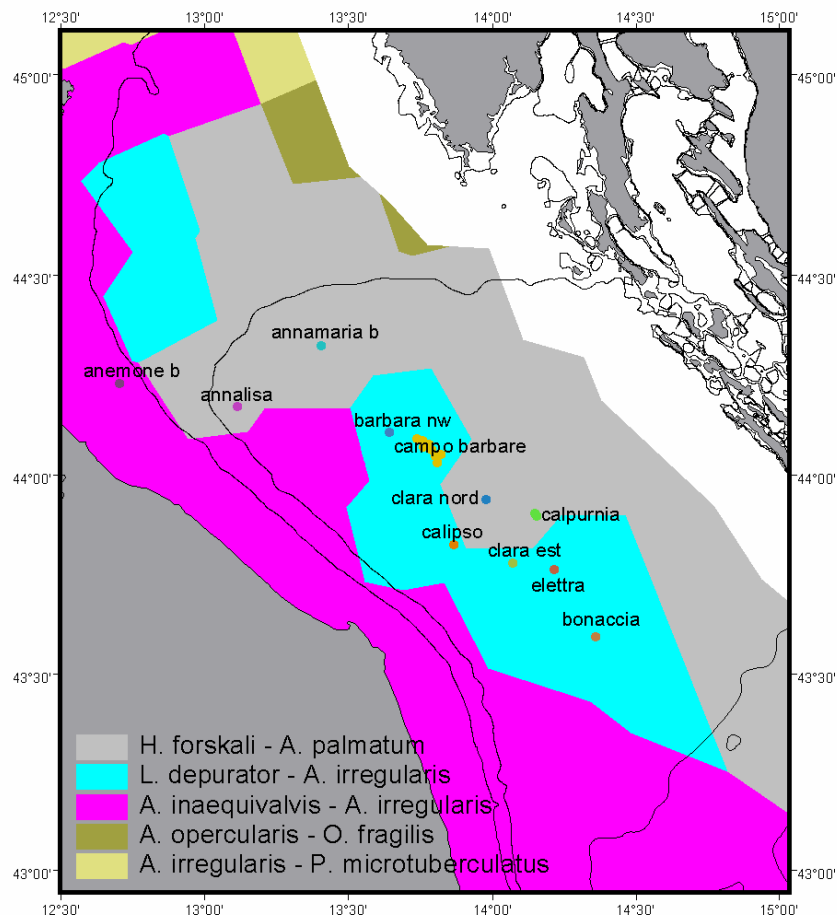 12°30' 13°00' 13°30' 14°00' 14°30' 15°00'
45°00' 45°00'
44°30' 44°30'
annamaria b
anemone b
annalisa
barbara nw
campo barbare
44°00' 44°00'
clara nord
calpurnia
calipso
clara est
elettra
bonaccia
43°30' 43°30'
H. forskali - A. palmatum
L. depurator - A. irregularis
A. inaequivalvis - A. irregularis
A. opercularis - O. fragilis
A. irregularis - P. microtuberculatus
43°00' 43°00'
12°30' 13°00' 13°30' 14°00' 14°30' 15°00'